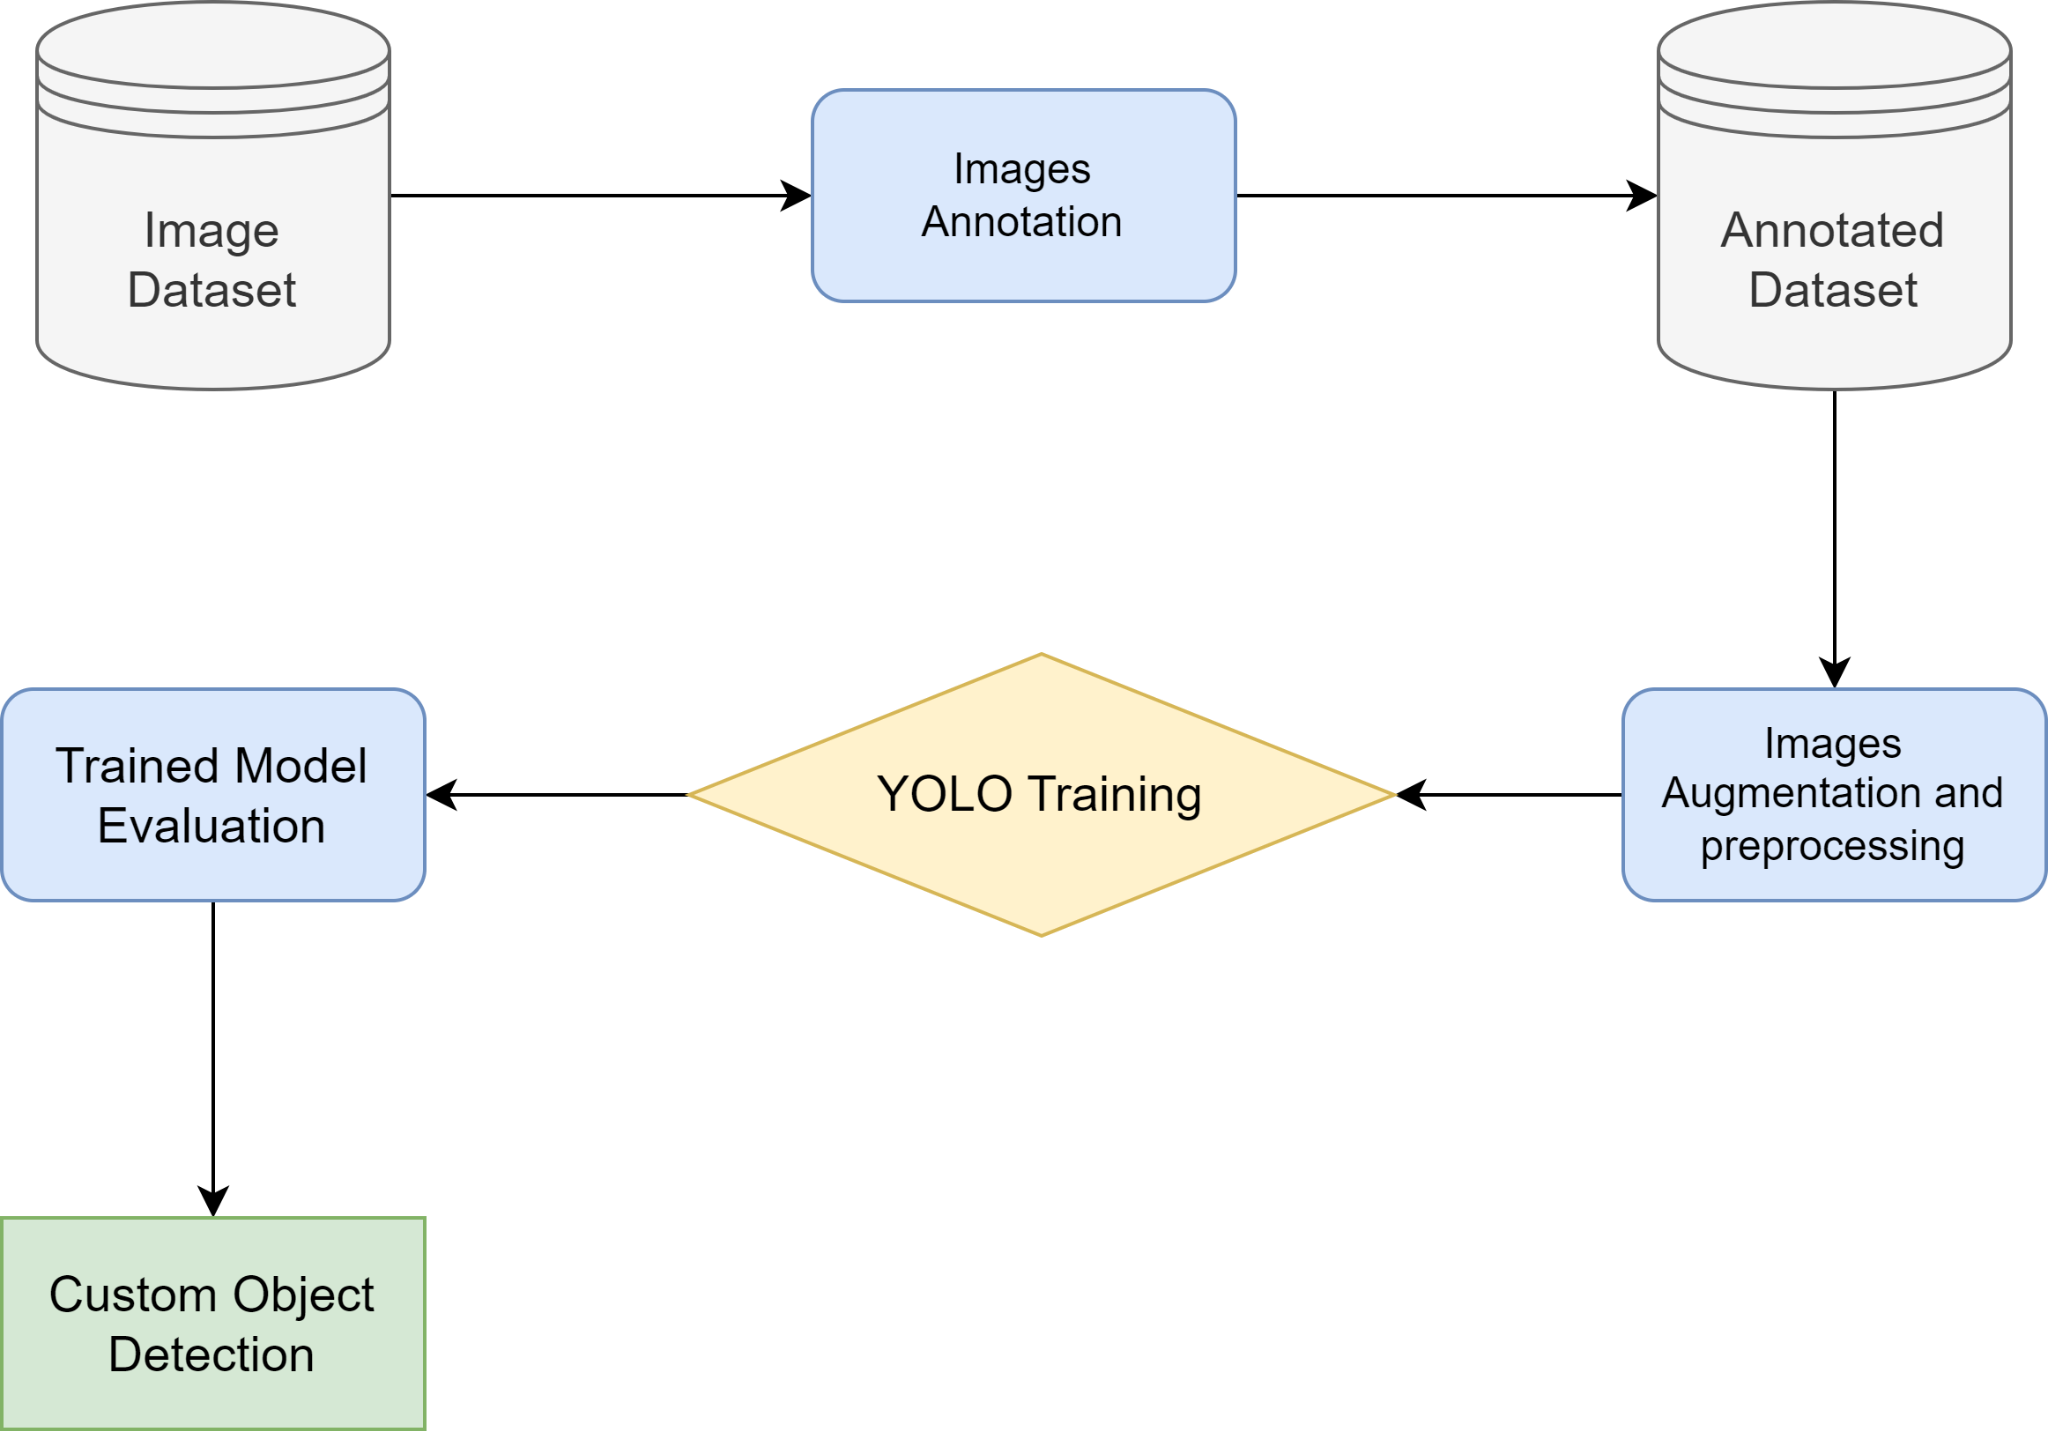 Image
Dataset
Images
Annotation
Annotated
Dataset
Images
Augmentation and
preprocessing
YOLO Training
Trained Model
Evaluation
Custom Object
Detection